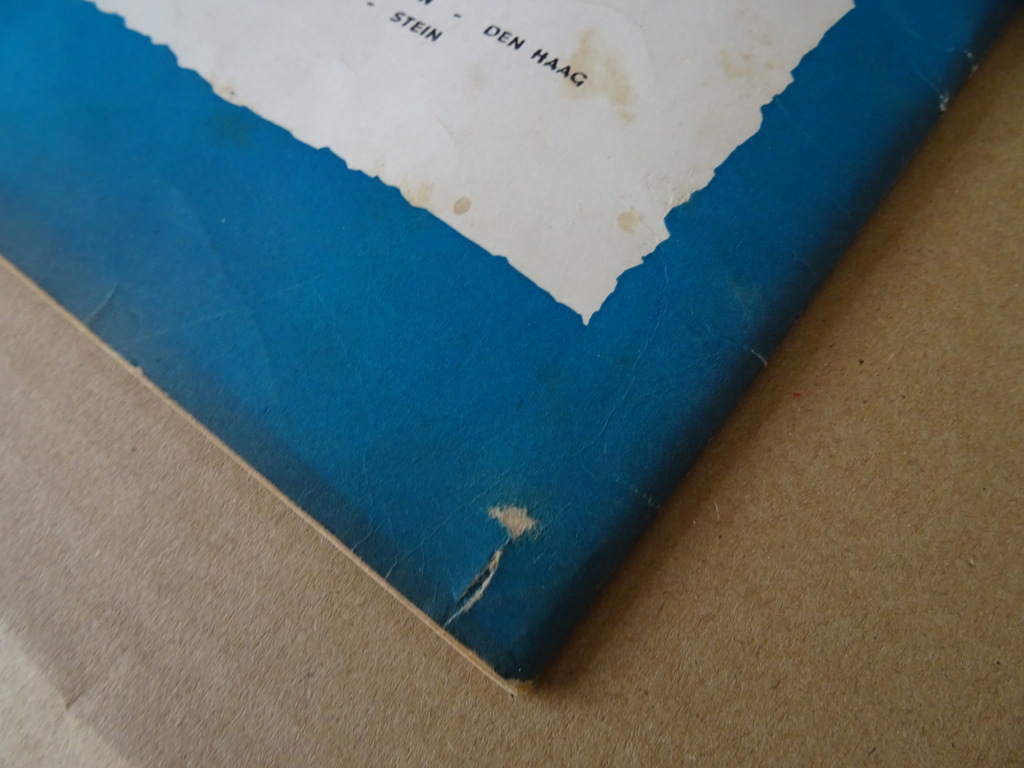 - DEN HAAG
- STEIN